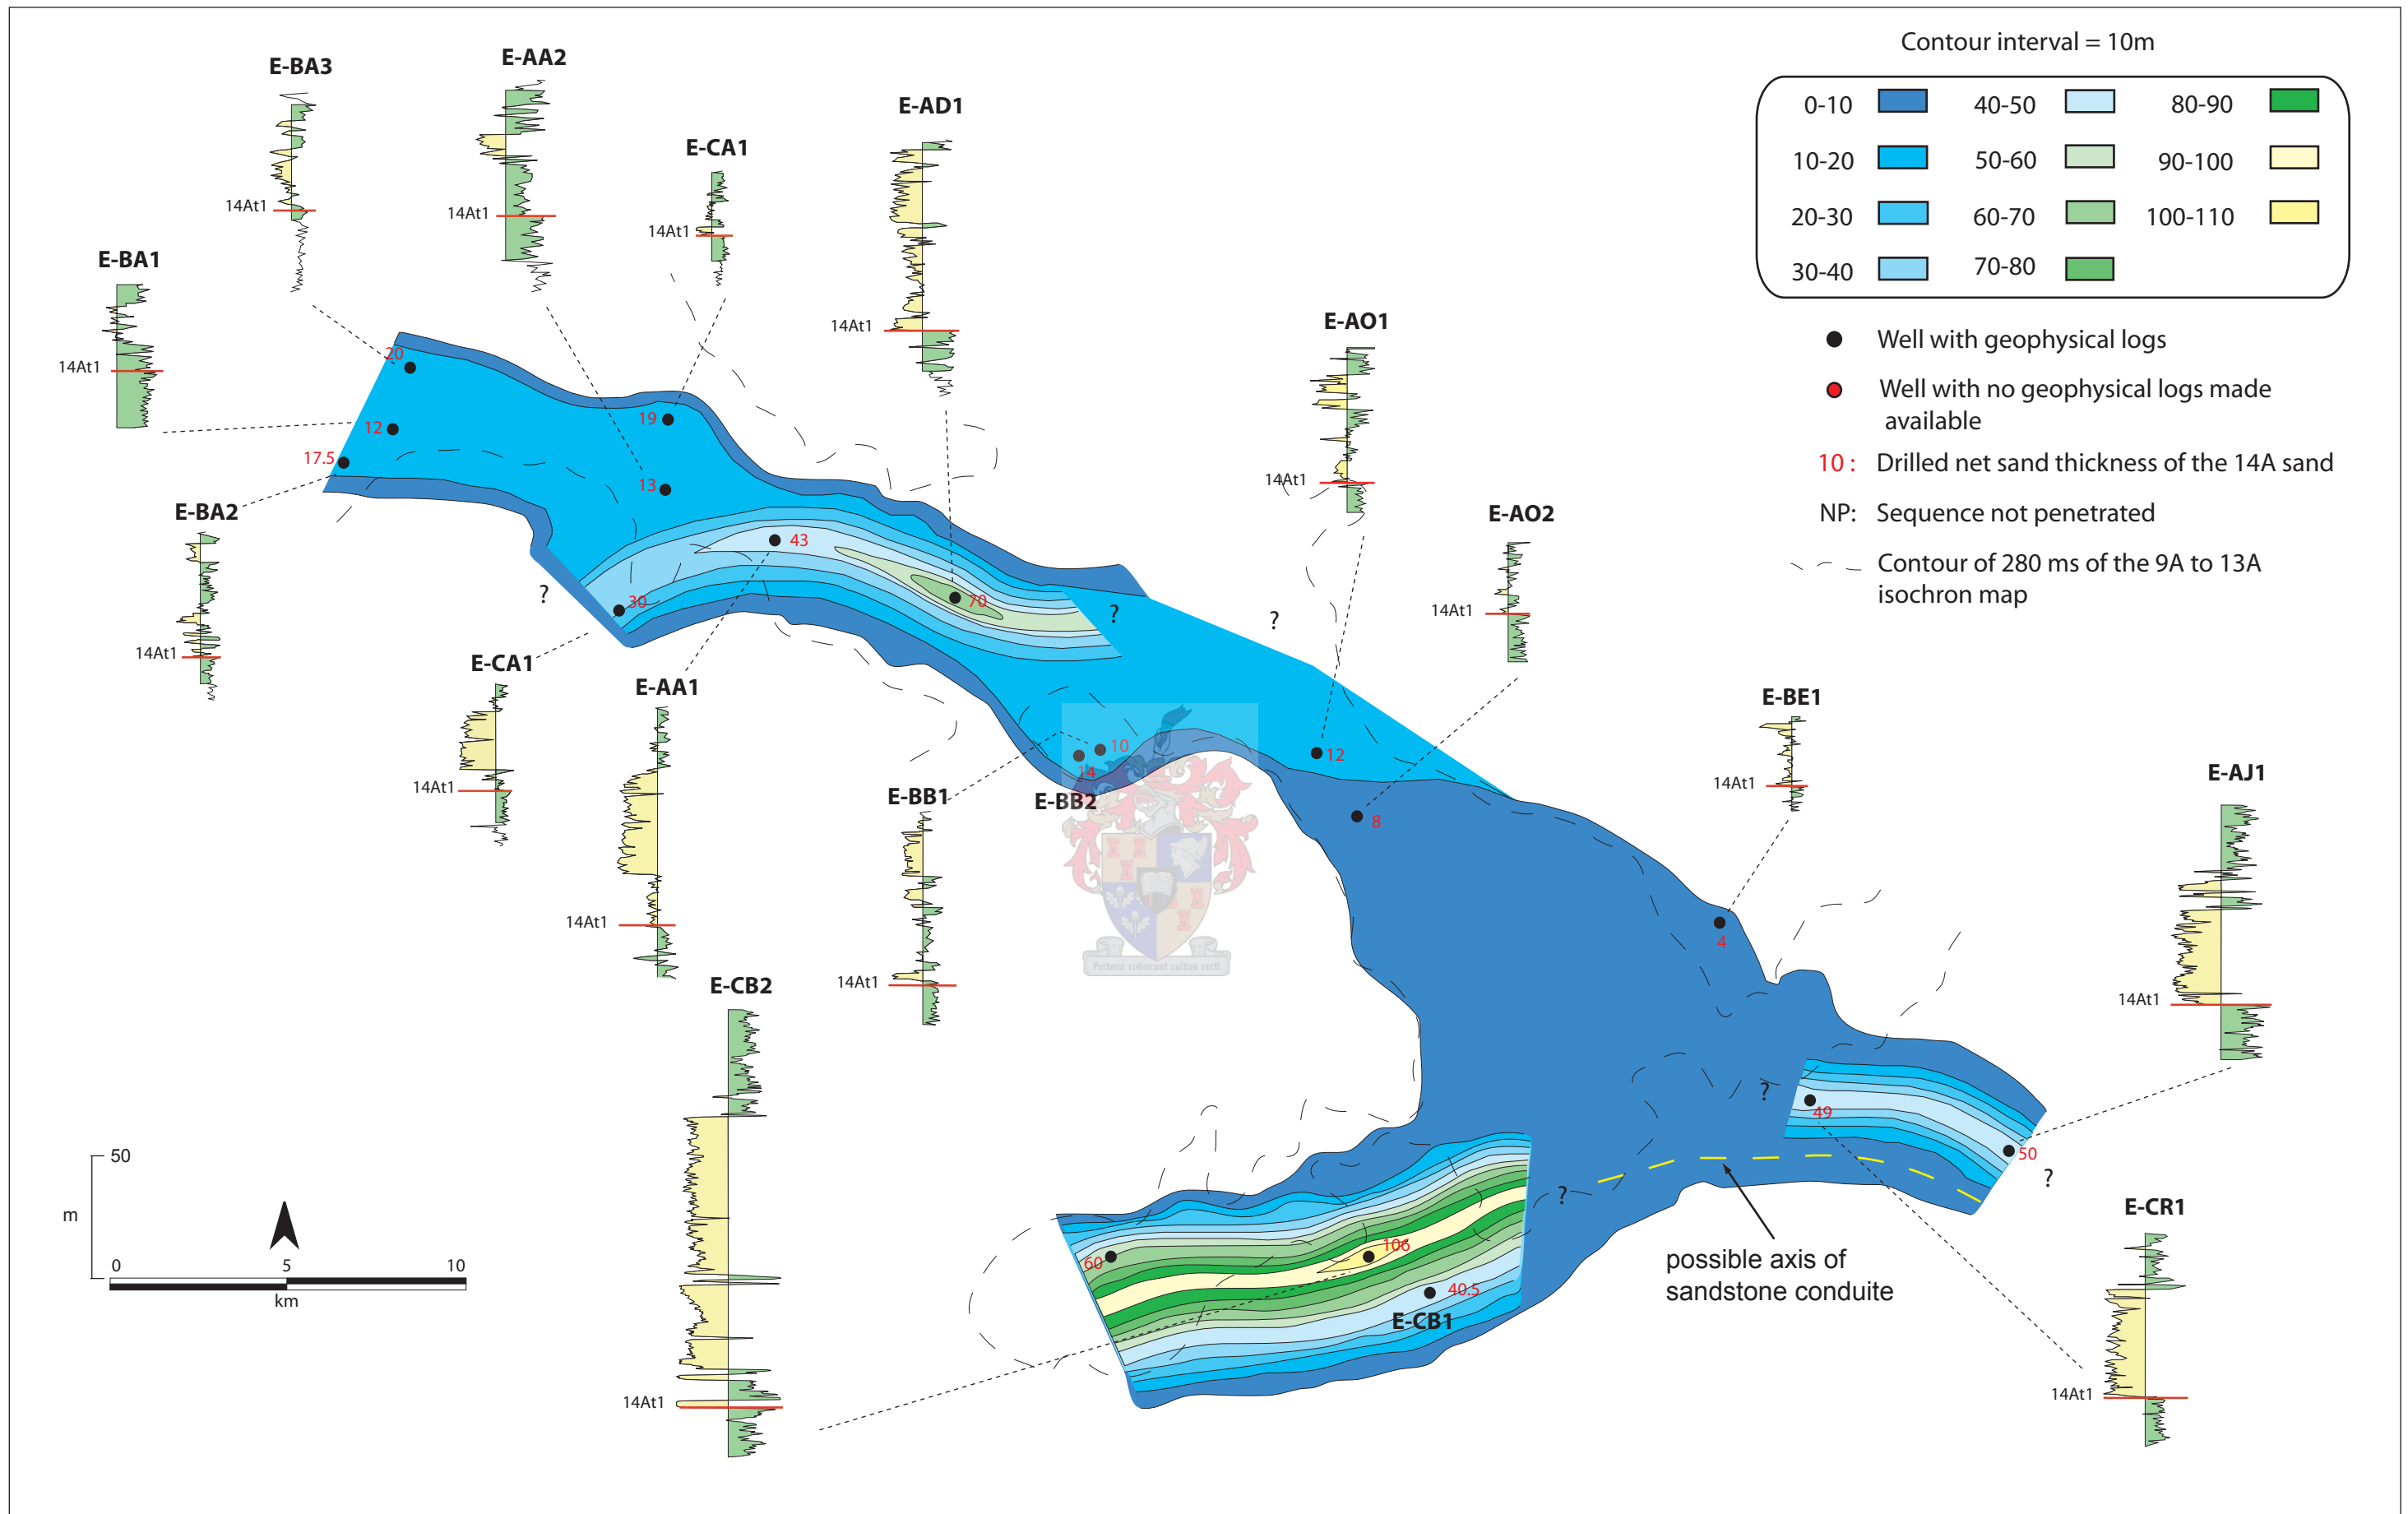 Contour interval = 10m
0-10
40-50
80-90
10-20
50-60
90-100
20-30
60-70
100-110
30-40
70-80
Well with geophysical logs
Well with no geophysical logs made
available
10 : Drilled net sand thickness of the 14A sand
NP: Sequence not penetrated
Contour of 280 ms of the 9A to 13A
isochron map
E-BA3
14At1
E-AA2
14At1
E-CA1
14At1
E-AD1
14At1
E-BA1
14At1
E-AO1
14At1
E-AO2
14At1
E-BA2
14At1
E-CA1
14At1
E-AA1
14At1
E-BB1
14At1
E-BB2
E-BE1
14At1
E-AJ1
14At1
E-CB2
14At1
E-CR1
14At1
E-CB1
20
12
17.5
19
13
43
30
70
?
?
?
10
14
12
8
4
?
49
50
?
?
60
106
40.5
possible axis of
sandstone conduite
Pectora roborant cultus recti
50
m
0 5 10
km